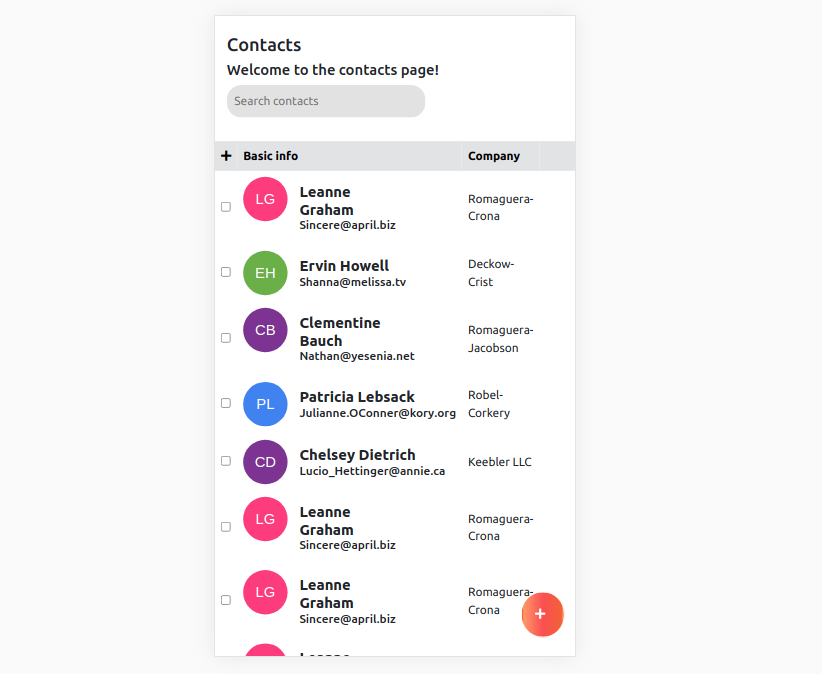 Contacts
Welcome to the contacts page!
Search contacts
+ Basic info Company
LG Leanne Graham
Sincere@april.biz
Romaguera-
Crona
EH Ervin Howell
Shanna@melissa.tv
Deckow-
Crist
CB Clementine Bauch
Nathan@yesenia.net
Romaguera-
Jacobson
PL Patricia Lebsack
Julianne.OConner@kory.org
Robel-
Corkery
CD Chelsey Dietrich
Lucio_Hettinger@annie.ca
Keebler LLC
LG Leanne Graham
Sincere@april.biz
Romaguera-
Crona
LG Leanne Graham
Sincere@april.biz
Romaguera-
Crona
+